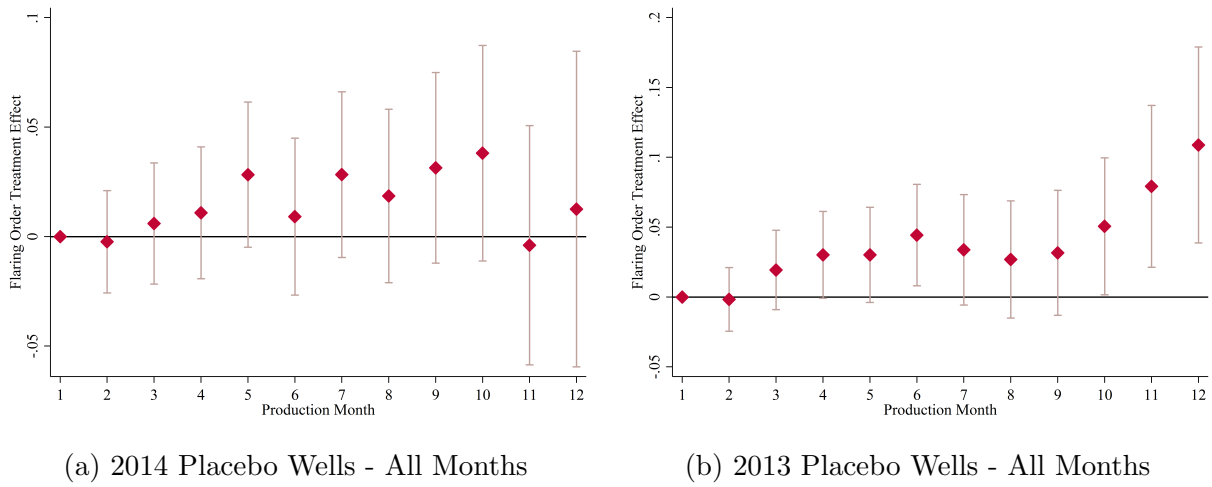 Flaring Order Treatment Effect
.1
.05
0
-.05
1 2 3 4 5 6 7 8 9 10 11 12
Production Month
(a) 2014 Placebo Wells - All Months
Flaring Order Treatment Effect
.2
.15
.1
.05
0
-.05
1 2 3 4 5 6 7 8 9 10 11 12
Production Month
(b) 2013 Placebo Wells - All Months